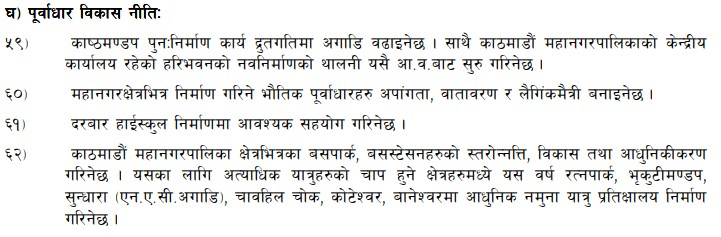 घ) पूर्वाधार विकास नीतिः
५९) काष्ठमण्डप पुनःनिर्माण कार्य द्रुतगतिमा अगाडि वढाइनेछ । साथै काठमाडौं महानगरपालिकाको केन्द्रीय
कार्यालय रहेको हरिभवनको नवनिर्माणको थालनी यसै आ.व.बाट सुरु गरिनेछ ।
६०) महानगरक्षेत्रभित्र निर्माण गरिने भौतिक पूर्वाधारहरु अपांगता, वातावरण र लैगिंकमैत्री बनाइनेछ ।
६१) दरबार हाईस्कुल निर्माणमा आवश्यक सहयोग गरिनेछ ।
६२) काठमाडौं महानगरपालिका क्षेत्रभित्रका बसपार्क, बसस्टेसनहरुको स्तरोन्नत्ति, विकास तथा आधुनिकीकरण
गरिनेछ । यसका लागि अत्याधिक यात्रुहरुको चाप हुने क्षेत्रहरुमध्ये यस वर्ष रत्नपार्क, भृकुटीमण्डप,
सुन्धारा (एन.ए.सी.अगाडि), चावहिल चोक, कोटेश्वर, बानेश्वरमा आधुनिक नमुना यात्रु प्रतिक्षालय निर्माण
गरिनेछ ।